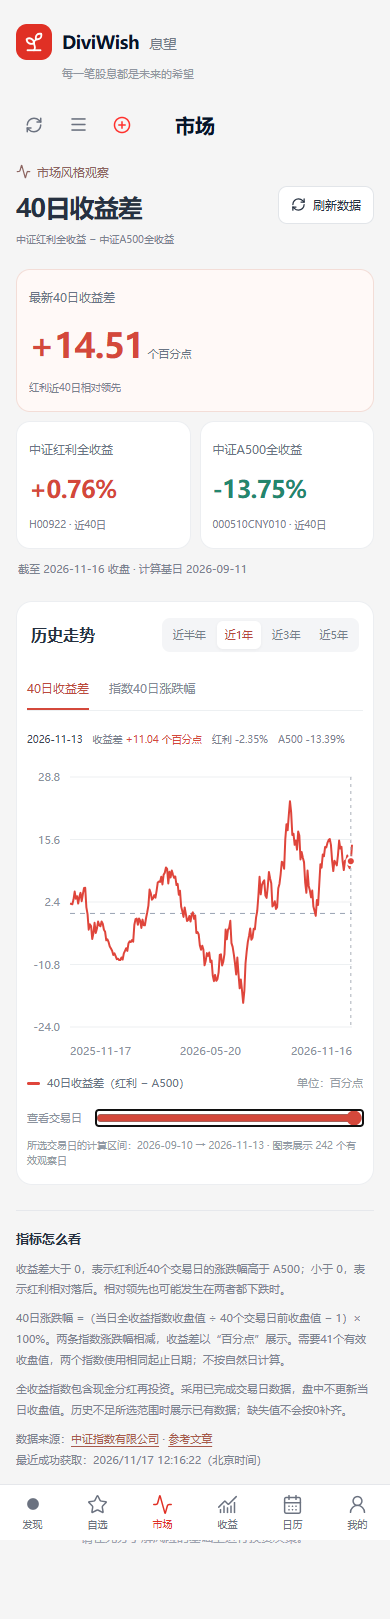 DiviWish 息望
每一笔股息都是未来的希望
市场
市场风格观察
40日收益差
刷新数据
中证红利全收益 − 中证A500全收益
最新40日收益差
+14.51 个百分点
红利近40日相对领先
中证红利全收益
+0.76%
H00922 · 近40日
中证A500全收益
-13.75%
000510CNY010 · 近40日
截至 2026-11-16 收盘 · 计算基日 2026-09-11
历史走势
近半年 近1年 近3年 近5年
40日收益差 指数40日涨跌幅
2026-11-13 收益差 +11.04 个百分点 红利 -2.35% A500 -13.39%
28.8
15.6
2.4
-10.8
-24.0
2025-11-17 2026-05-20 2026-11-16
40日收益差（红利 − A500） 单位：百分点
查看交易日
所选交易日的计算区间：2026-09-10 → 2026-11-13 · 图表展示 242 个有
效观察日
指标怎么看
收益差大于 0，表示红利近40个交易日的涨跌幅高于 A500；小于 0，表
示红利相对落后。相对领先也可能发生在两者都下跌时。
40日涨跌幅 =（当日全收益指数收盘值 ÷ 40个交易日前收盘值 − 1）×
100%。两条指数涨跌幅相减，收益差以“百分点”展示。需要41个有效
收盘值，两个指数使用相同起止日期；不按自然日计算。
全收益指数包含现金分红再投资。采用已完成交易日数据，盘中不更新当
日收盘值。历史不足所选范围时展示已有数据；缺失值不会按0补齐。
数据来源：中证指数有限公司 · 参考文章
最近成功获取：2026/11/17 12:16:22（北京时间）
发现 自选 市场 收益 日历 我的